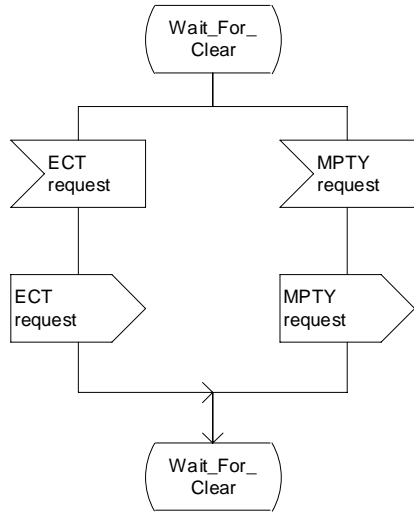 Wait_For_
Clear
ECT
request
MPTY
request
ECT
request
MPTY
request
Wait_For_
Clear